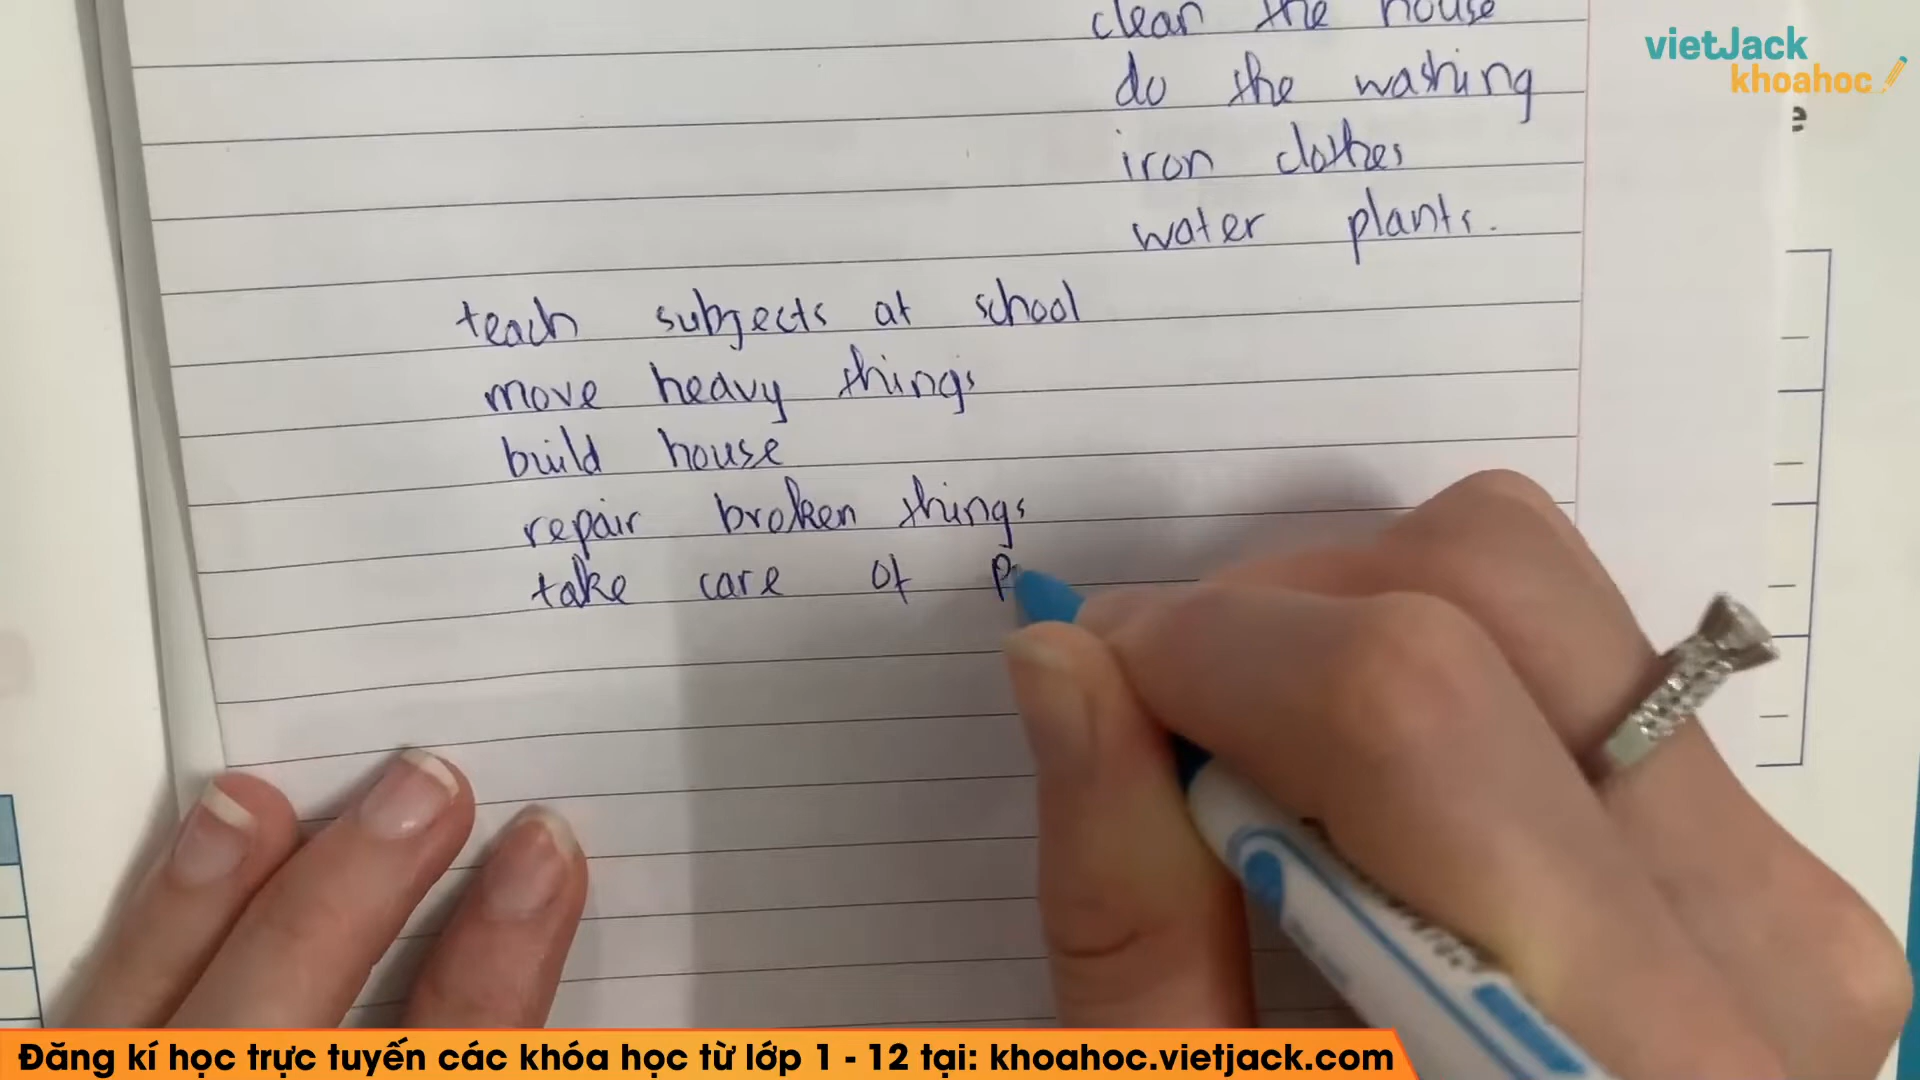 clean the house
do the washing
iron clothes
water plants.
teach subjects at school
move heavy things
build house
repair broken things
take care of
vietJack
khoahoc
Đăng kí học trực tuyến các khóa học từ lớp 1 - 12 tại: khoahoc.vietjack.com